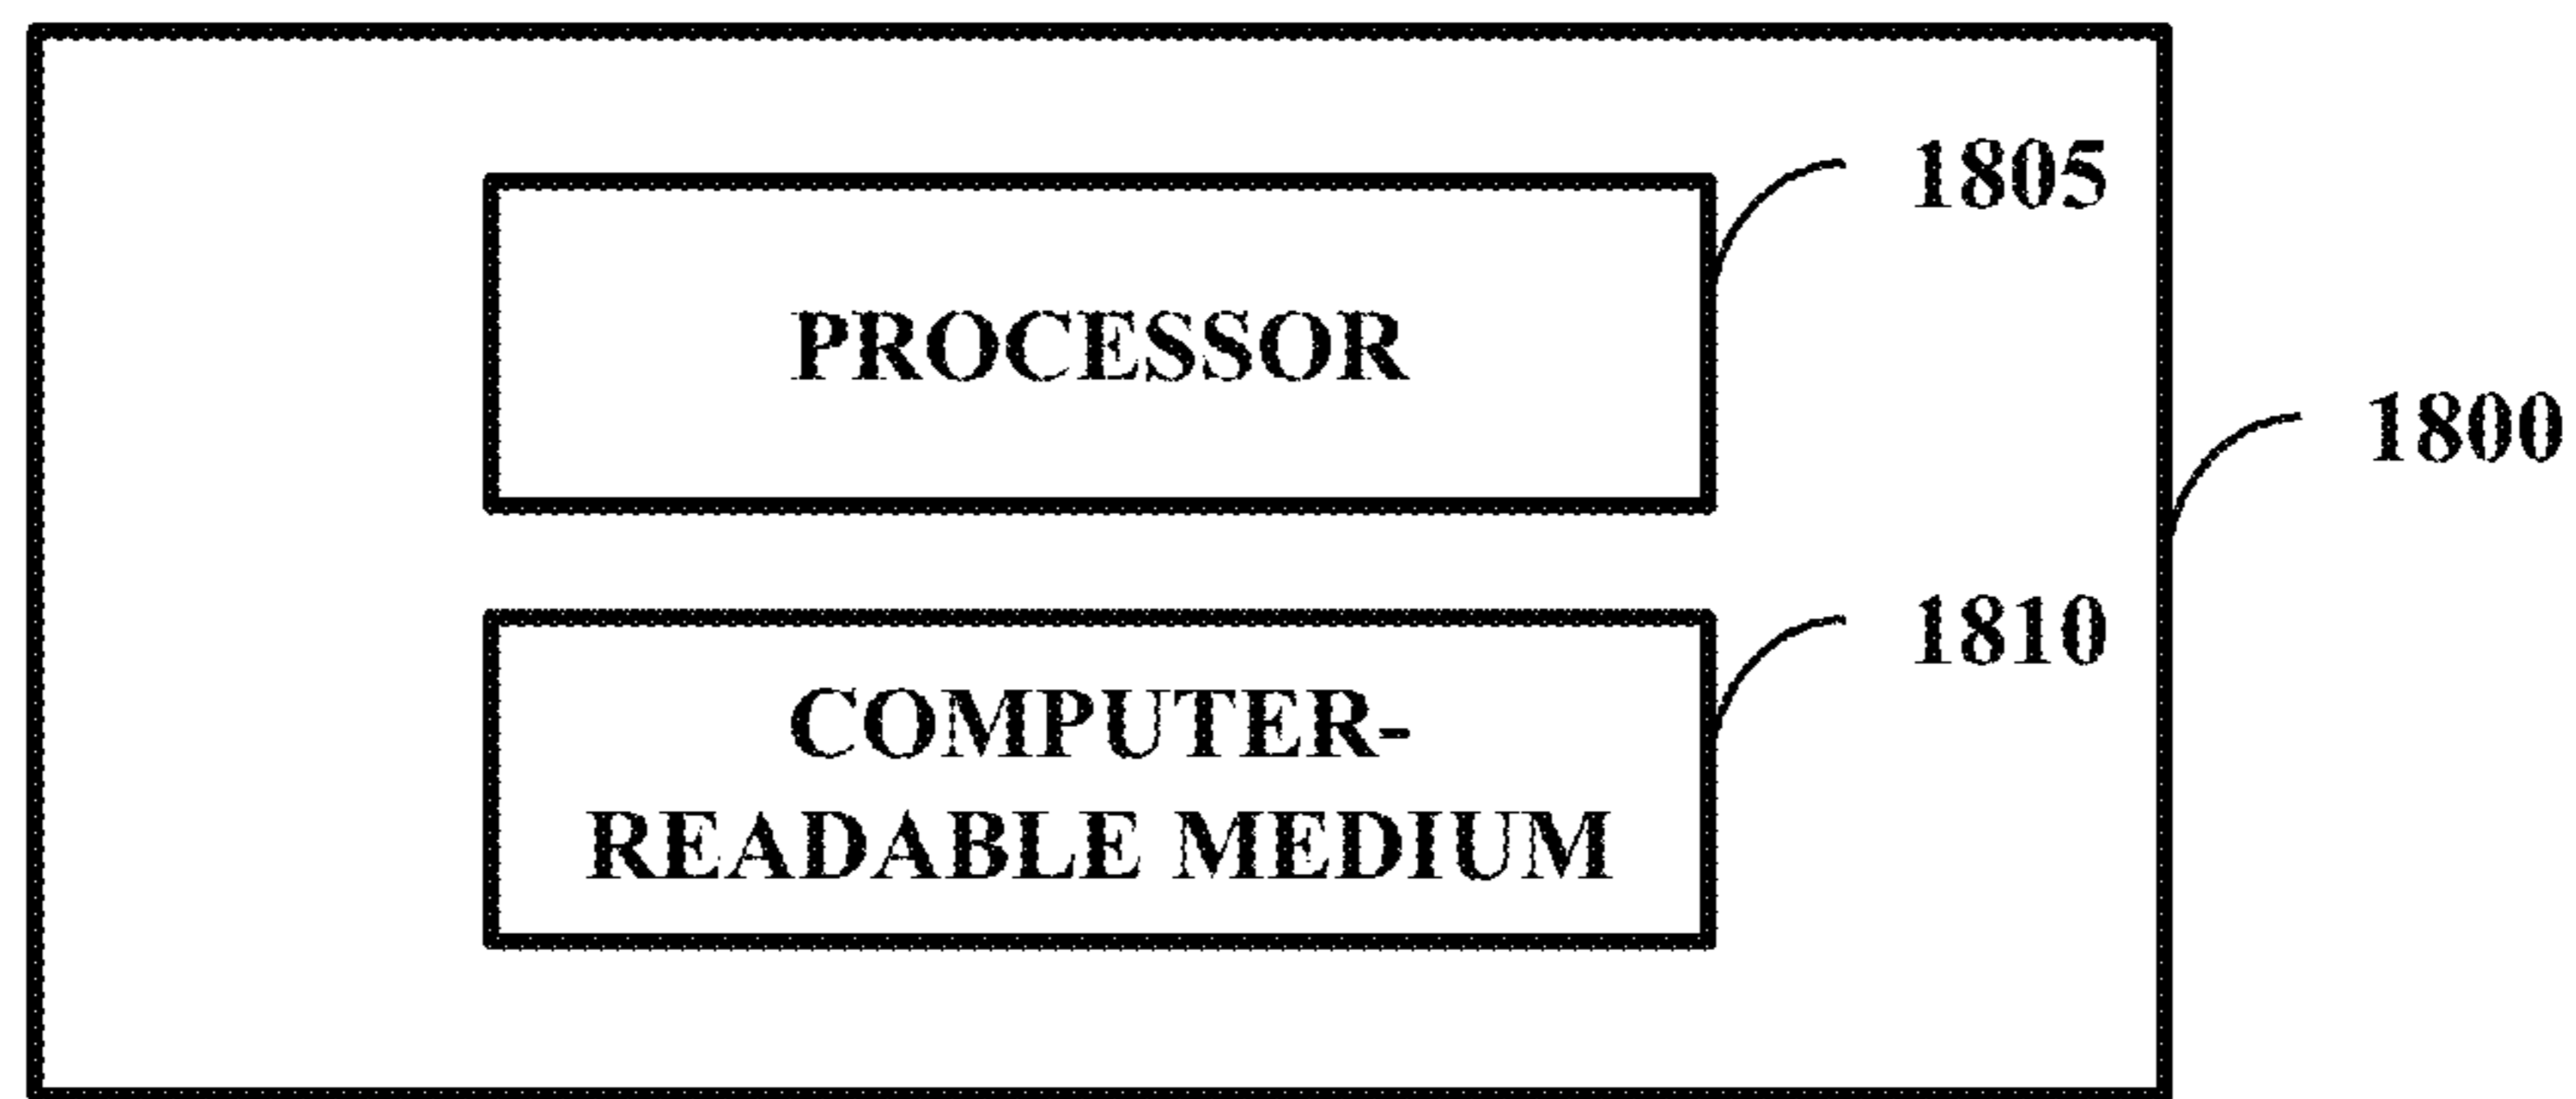 1805
PROCESSOR
1800
1810
COMPUTER-
READABLE MEDIUM